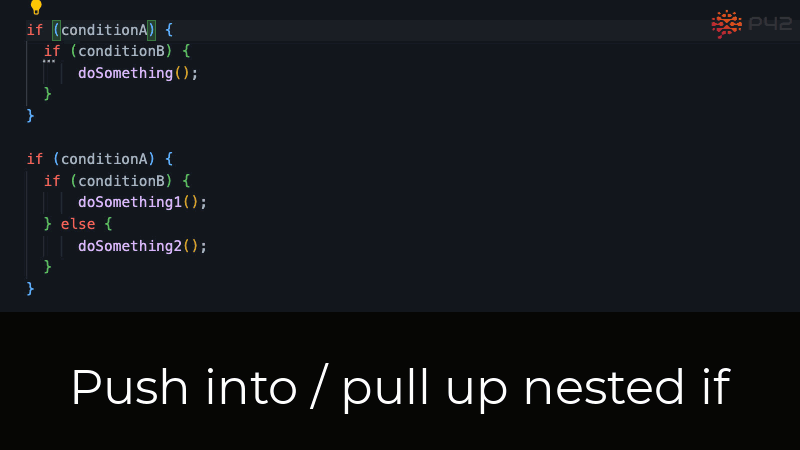 if (conditionA) {
if (conditionB) {
doSomething();
}
}
if (conditionA) {
if (conditionB) {
doSomething1();
} else {
doSomething2();
}
}
P42
Push into / pull up nested if